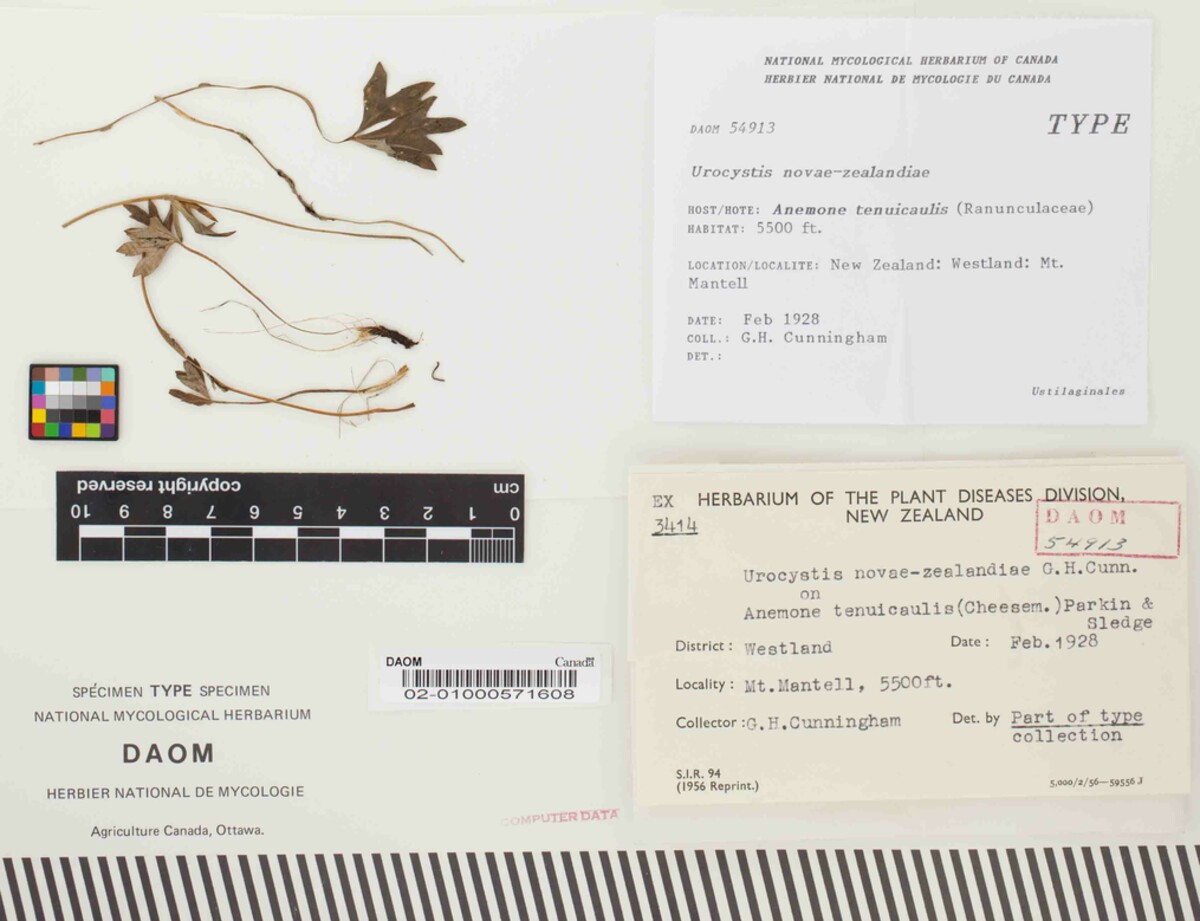 NATIONAL MYCOLOGICAL HERBARIUM OF CANADA
HERBIER NATIONAL DE MYCOLOGIE DU CANADA
DAOM 54913
TYPE
Urocystis novae-zealandiae
HOST/HOTE: Anemone tenuicaulis (Ranunculaceae)
HABITAT: 5500 ft.
LOCATION/LOCALITE: New Zealand: Westland: Mt.
Mantell
DATE: Feb 1928
COLL.: G.H. Cunningham
DET.:
Ustilaginales
copyright reserved
cm
10 9 8 7 6 5 4 3 2 1 0
EX HERBARIUM OF THE PLANT DISEASES DIVISION,
3414 NEW ZEALAND
DAOM
54913
Urocystis novae-zealandiae G.H.Cunn.
on
Anemone tenuicaulis(Cheesem.)Parkin &
Sledge
District: Westland Date: Feb.1928
Locality: Mt.Mantell, 5500ft.
Collector: G.H.Cunningham Det. by Part of type
collection
S.I.R. 94
(1956 Reprint.)
5,000/2/56—59556 J
DAOM Canada
02-01000571608
SPÉCIMEN TYPE SPECIMEN
NATIONAL MYCOLOGICAL HERBARIUM
DAOM
HERBIER NATIONAL DE MYCOLOGIE
Agriculture Canada, Ottawa.
COMPUTER DATA